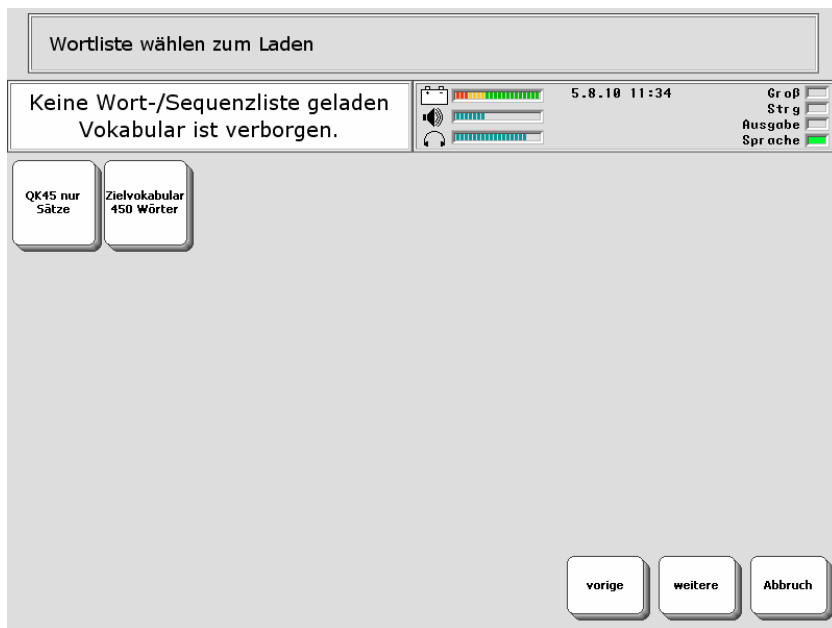 Wortliste wählen zum Laden
Keine Wort-/Sequenzliste geladen
Vokabular ist verborgen.
5.8.10 11:34
Groß
Strg
Ausgabe
Sprache
QK45 nur
Sätze
Zielvokabular
450 Wörter
vorige
weitere
Abbruch